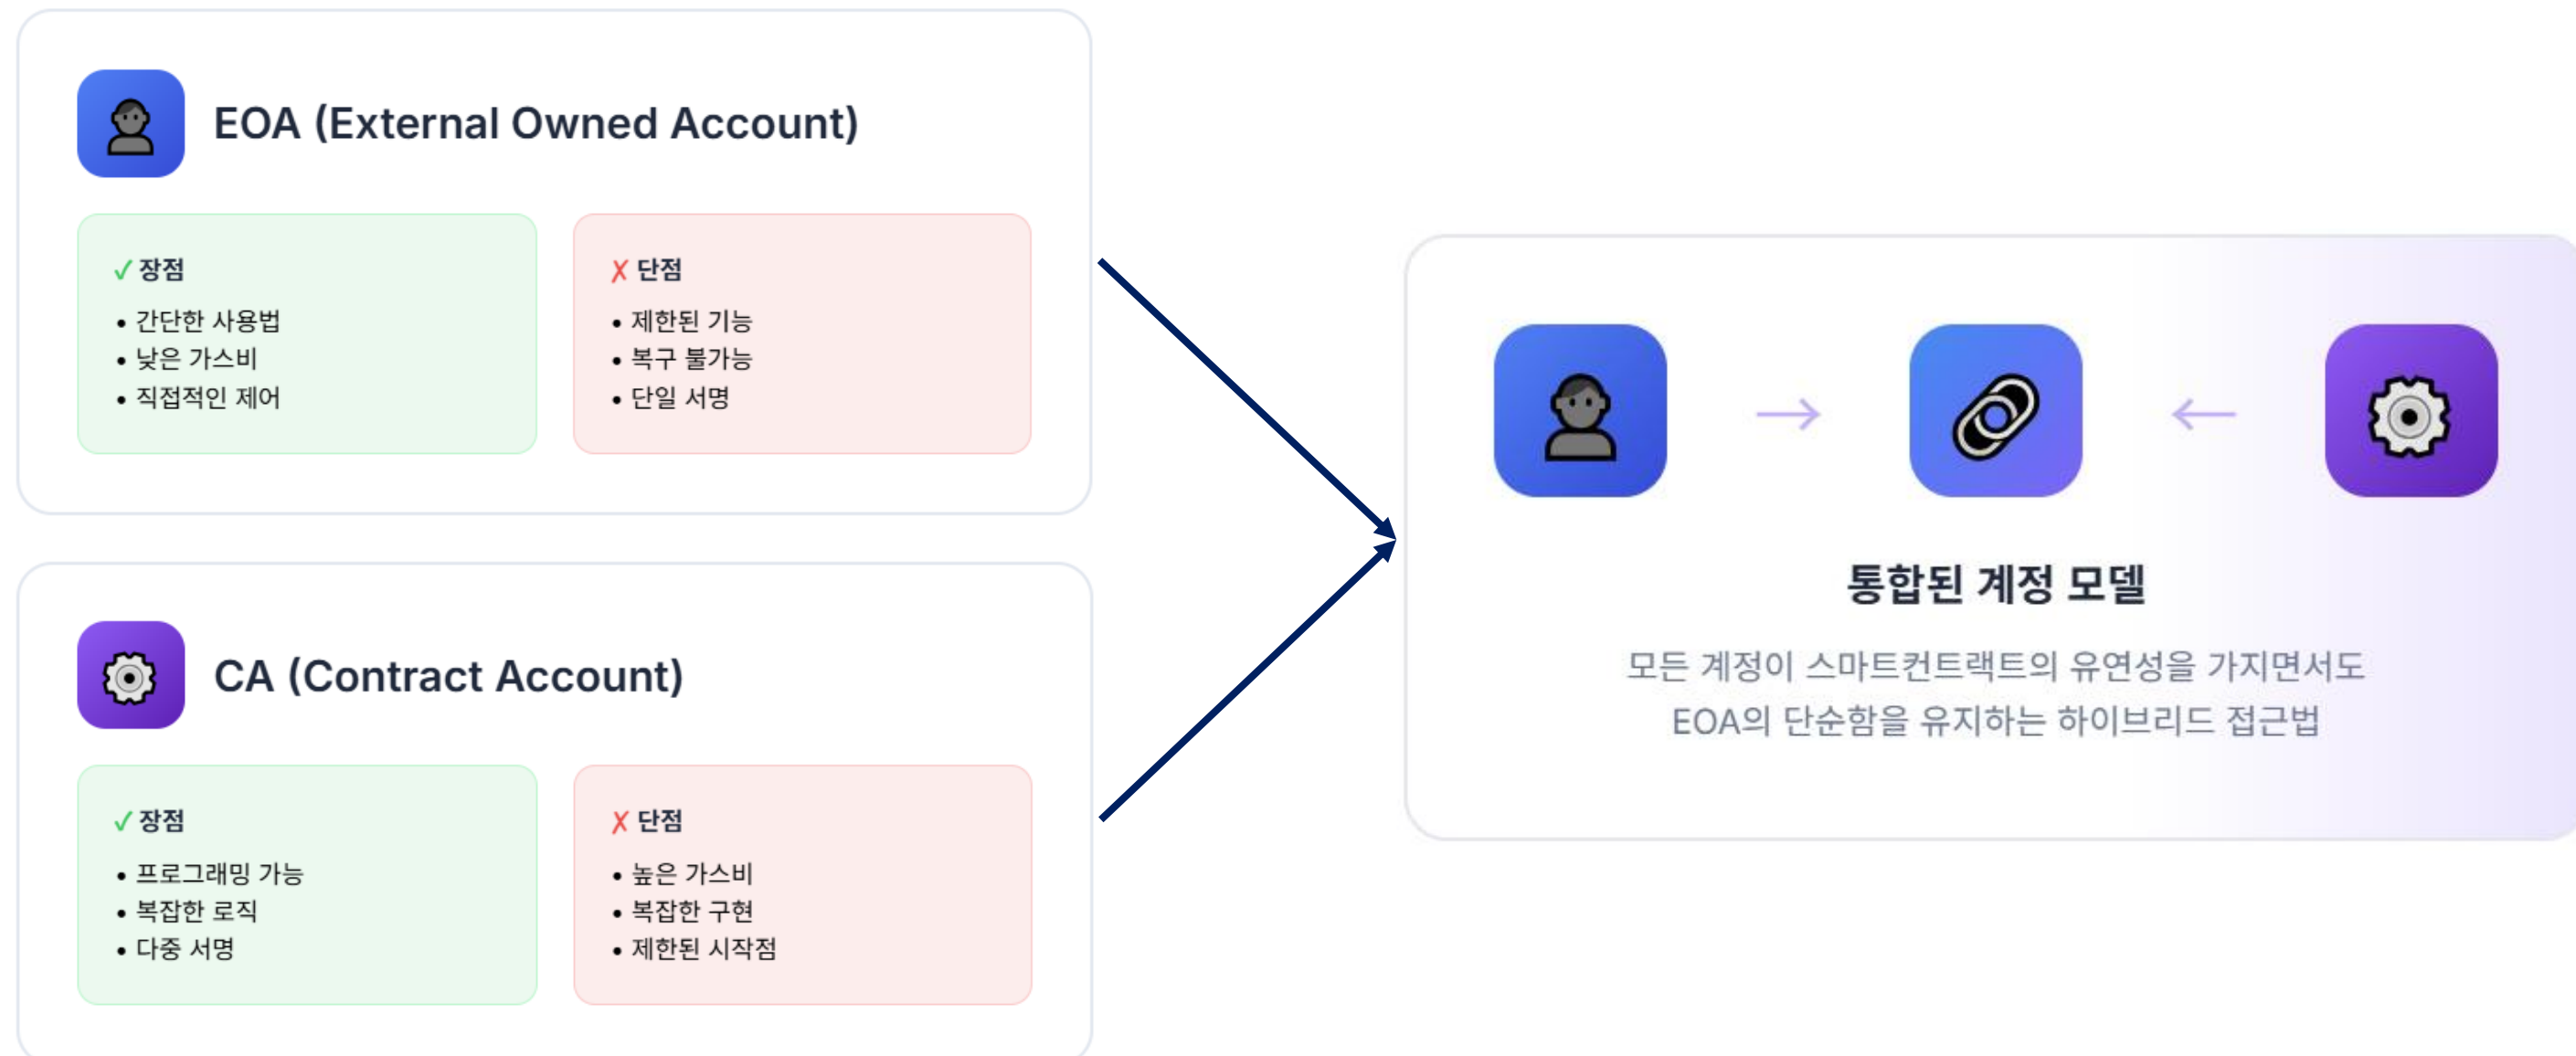 EOA (External Owned Account)
✓ 장점
• 간단한 사용법
• 낮은 가스비
• 직접적인 제어
✗ 단점
• 제한된 기능
• 복구 불가능
• 단일 서명
CA (Contract Account)
✓ 장점
• 프로그래밍 가능
• 복잡한 로직
• 다중 서명
✗ 단점
• 높은 가스비
• 복잡한 구현
• 제한된 시작점
통합된 계정 모델
모든 계정이 스마트컨트랙트의 유연성을 가지면서도
EOA의 단순함을 유지하는 하이브리드 접근법